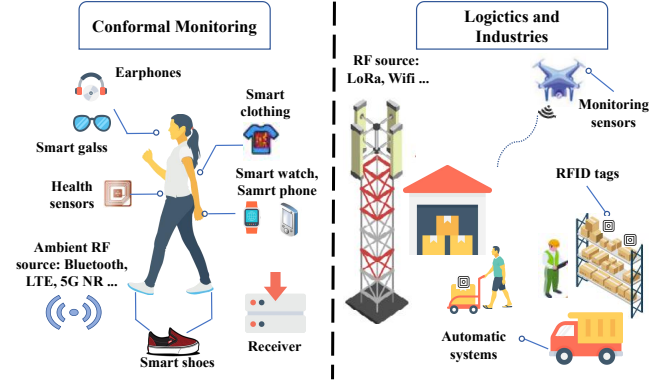 Conformal Monitoring
Earphones
Smart galss
Smart
clothing
Health
sensors
Smart watch,
Samrt phone
Ambient RF
source: Bluetooth,
LTE, 5G NR ...
Smart shoes
Receiver
Logictics and
Industries
RF source:
LoRa, Wifi ...
Monitoring
sensors
RFID tags
Automatic
systems